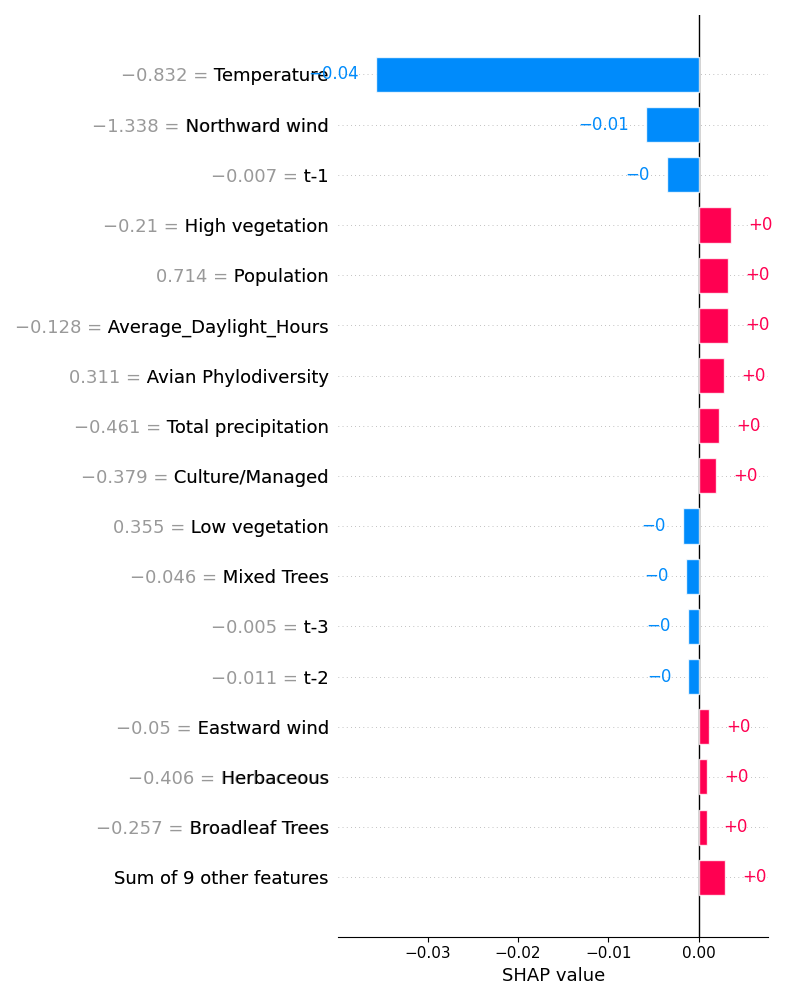 −0.832 = Temperature −0.04
−1.338 = Northward wind −0.01
−0.007 = t-1 −0
−0.21 = High vegetation +0
0.714 = Population +0
−0.128 = Average_Daylight_Hours +0
0.311 = Avian Phylodiversity +0
−0.461 = Total precipitation +0
−0.379 = Culture/Managed +0
0.355 = Low vegetation −0
−0.046 = Mixed Trees −0
−0.005 = t-3 −0
−0.011 = t-2 −0
−0.05 = Eastward wind +0
−0.406 = Herbaceous +0
−0.257 = Broadleaf Trees +0
Sum of 9 other features +0
−0.03 −0.02 −0.01 0.00
SHAP value